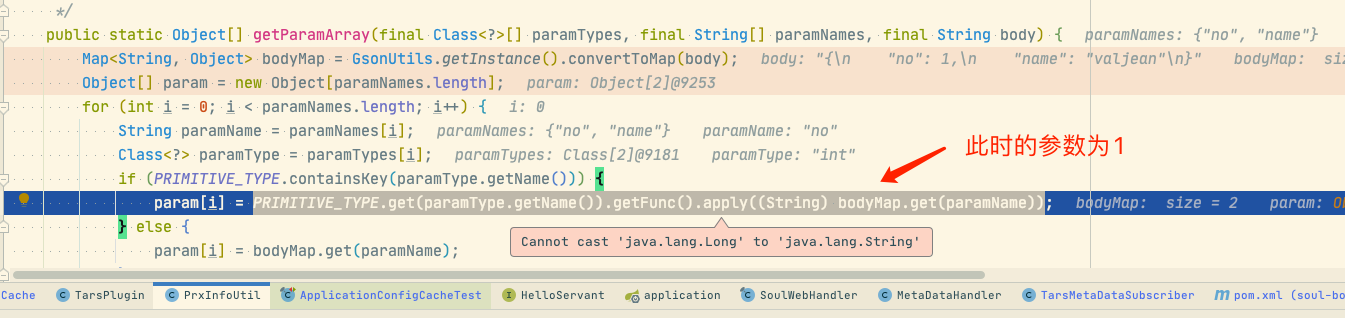 */
public static Object[] getParamArray(final Class<?>[] paramTypes, final String[] paramNames, final String body) { paramNames: {"no", "name"}
Map<String, Object> bodyMap = GsonUtils.getInstance().convertToMap(body); body: "{\n "no": 1,\n "name": "valjean"\n}" bodyMap: siz
Object[] param = new Object[paramNames.length]; param: Object[2]@9253
for (int i = 0; i < paramNames.length; i++) { i: 0
String paramName = paramNames[i]; paramNames: {"no", "name"} paramName: "no"
Class<?> paramType = paramTypes[i]; paramTypes: Class[2]@9181 paramType: "int"
此时的参数为1
if (PRIMITIVE_TYPE.containsKey(paramType.getName())) {
param[i] = PRIMITIVE_TYPE.get(paramType.getName()).getFunc().apply((String) bodyMap.get(paramName)); bodyMap: size = 2 param: Ob
} else {
Cannot cast 'java.lang.Long' to 'java.lang.String'
param[i] = bodyMap.get(paramName);
Cache TarsPlugin PrxInfoUtil ApplicationConfigCacheTest HelloServant application SoulWebHandler MetaDataHandler TarsMetaDataSubscriber pom.xml (soul-bo